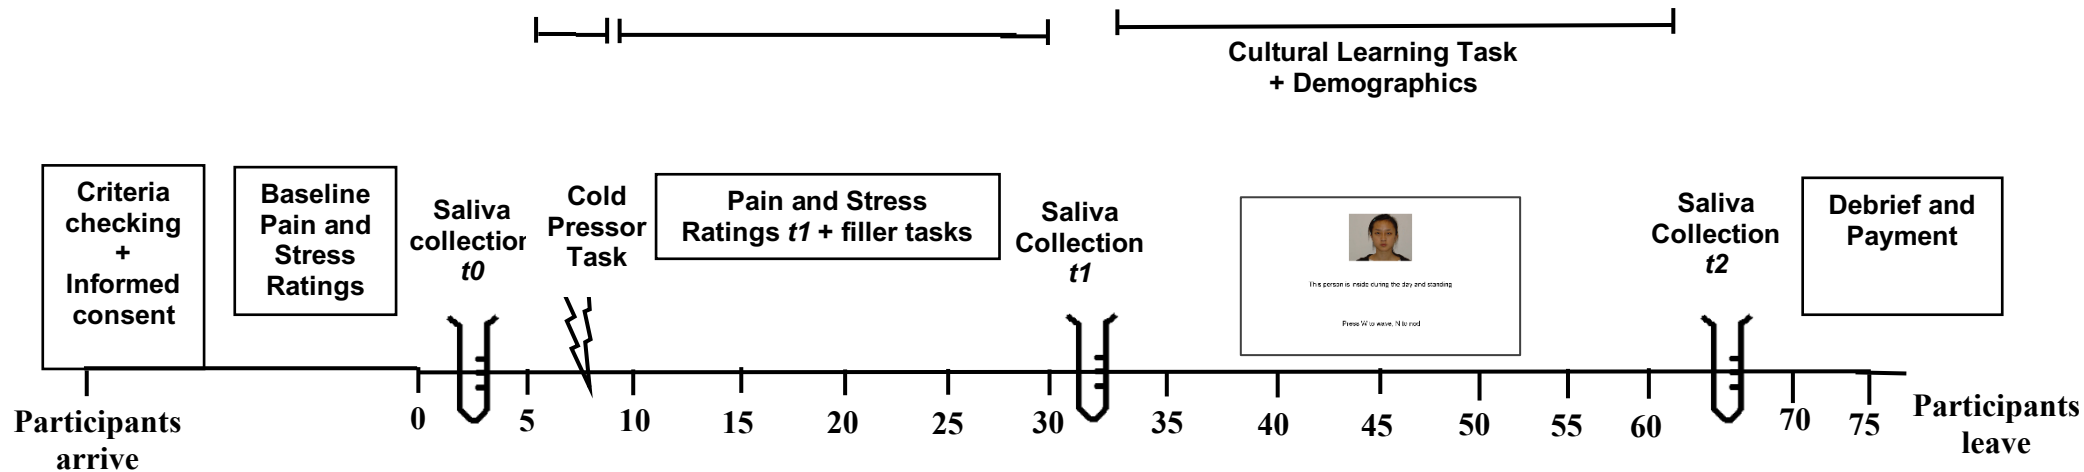 Cultural Learning Task
+ Demographics
Criteria
checking
+
Informed
consent
Baseline
Pain and
Stress
Ratings
Saliva
collection
t0
Cold
Pressor
Task
Pain and Stress
Ratings t1 + filler tasks
Saliva
Collection
t1
This person is inside during the day and standing
Press W to wave, N to nod
Saliva
Collection
t2
Debrief and
Payment
Participants
arrive
0
5
10
15
20
25
30
35
40
45
50
55
60
70
75
Participants
leave